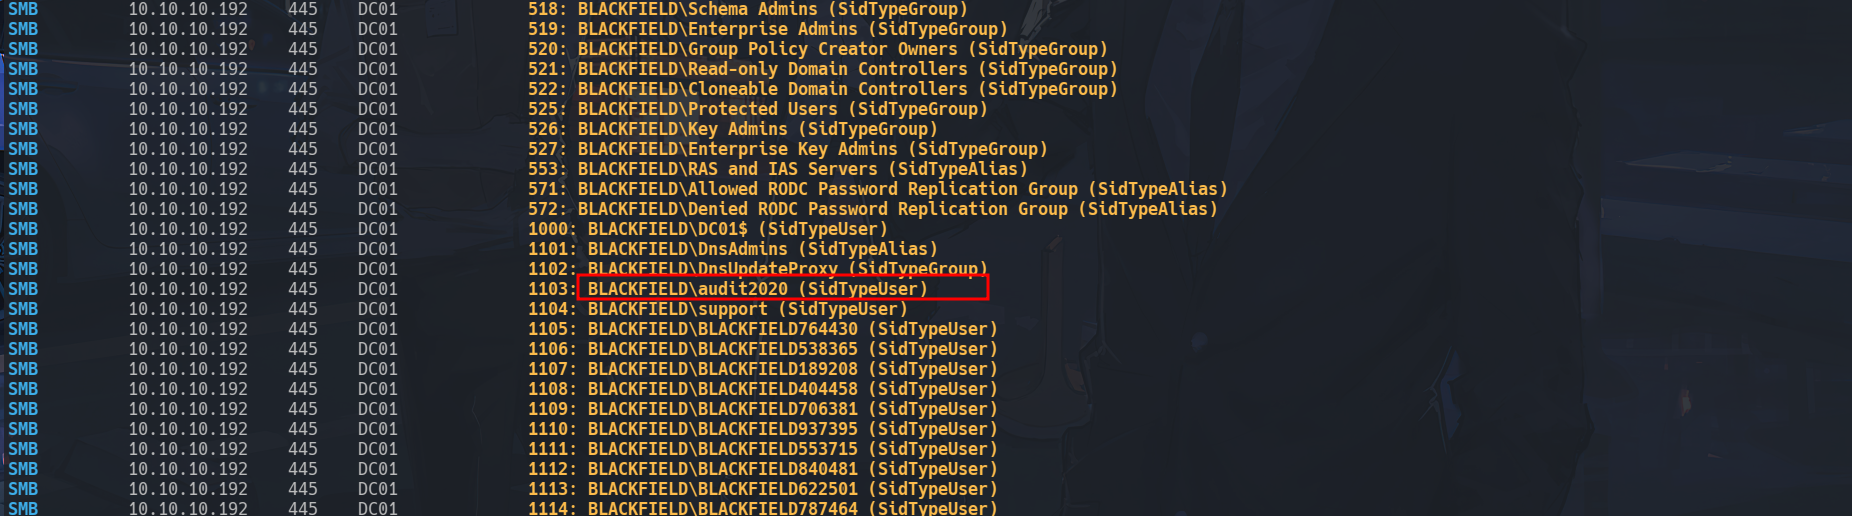 SMB 10.10.10.192 445 DC01 518: BLACKFIELD\Schema Admins (SidTypeGroup)
SMB 10.10.10.192 445 DC01 519: BLACKFIELD\Enterprise Admins (SidTypeGroup)
SMB 10.10.10.192 445 DC01 520: BLACKFIELD\Group Policy Creator Owners (SidTypeGroup)
SMB 10.10.10.192 445 DC01 521: BLACKFIELD\Read-only Domain Controllers (SidTypeGroup)
SMB 10.10.10.192 445 DC01 522: BLACKFIELD\Cloneable Domain Controllers (SidTypeGroup)
SMB 10.10.10.192 445 DC01 525: BLACKFIELD\Protected Users (SidTypeGroup)
SMB 10.10.10.192 445 DC01 526: BLACKFIELD\Key Admins (SidTypeGroup)
SMB 10.10.10.192 445 DC01 527: BLACKFIELD\Enterprise Key Admins (SidTypeGroup)
SMB 10.10.10.192 445 DC01 553: BLACKFIELD\RAS and IAS Servers (SidTypeAlias)
SMB 10.10.10.192 445 DC01 571: BLACKFIELD\Allowed RODC Password Replication Group (SidTypeAlias)
SMB 10.10.10.192 445 DC01 572: BLACKFIELD\Denied RODC Password Replication Group (SidTypeAlias)
SMB 10.10.10.192 445 DC01 1000: BLACKFIELD\DC01$ (SidTypeUser)
SMB 10.10.10.192 445 DC01 1101: BLACKFIELD\DnsAdmins (SidTypeAlias)
SMB 10.10.10.192 445 DC01 1102: BLACKFIELD\DnsUpdateProxy (SidTypeGroup)
SMB 10.10.10.192 445 DC01 1103: BLACKFIELD\audit2020 (SidTypeUser)
SMB 10.10.10.192 445 DC01 1104: BLACKFIELD\support (SidTypeUser)
SMB 10.10.10.192 445 DC01 1105: BLACKFIELD\BLACKFIELD764430 (SidTypeUser)
SMB 10.10.10.192 445 DC01 1106: BLACKFIELD\BLACKFIELD538365 (SidTypeUser)
SMB 10.10.10.192 445 DC01 1107: BLACKFIELD\BLACKFIELD189208 (SidTypeUser)
SMB 10.10.10.192 445 DC01 1108: BLACKFIELD\BLACKFIELD404458 (SidTypeUser)
SMB 10.10.10.192 445 DC01 1109: BLACKFIELD\BLACKFIELD706381 (SidTypeUser)
SMB 10.10.10.192 445 DC01 1110: BLACKFIELD\BLACKFIELD937395 (SidTypeUser)
SMB 10.10.10.192 445 DC01 1111: BLACKFIELD\BLACKFIELD553715 (SidTypeUser)
SMB 10.10.10.192 445 DC01 1112: BLACKFIELD\BLACKFIELD840481 (SidTypeUser)
SMB 10.10.10.192 445 DC01 1113: BLACKFIELD\BLACKFIELD622501 (SidTypeUser)
SMB 10.10.10.192 445 DC01 1114: BLACKFIELD\BLACKFIELD787464 (SidTypeUser)